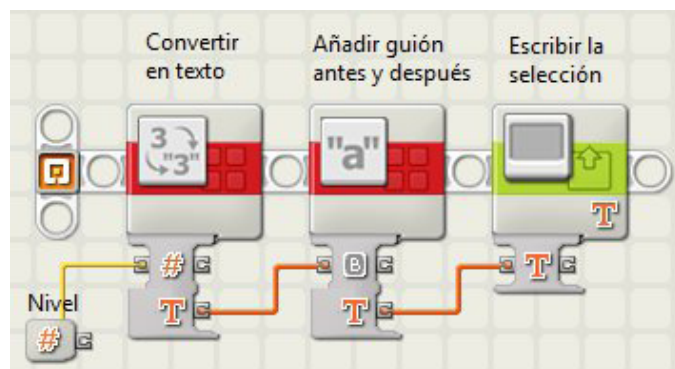 Convertir
en texto
Añadir guión
antes y después
Escribir la
selección
3
"3"
"a"
T
# 
B
T
T
T
Nivel
#